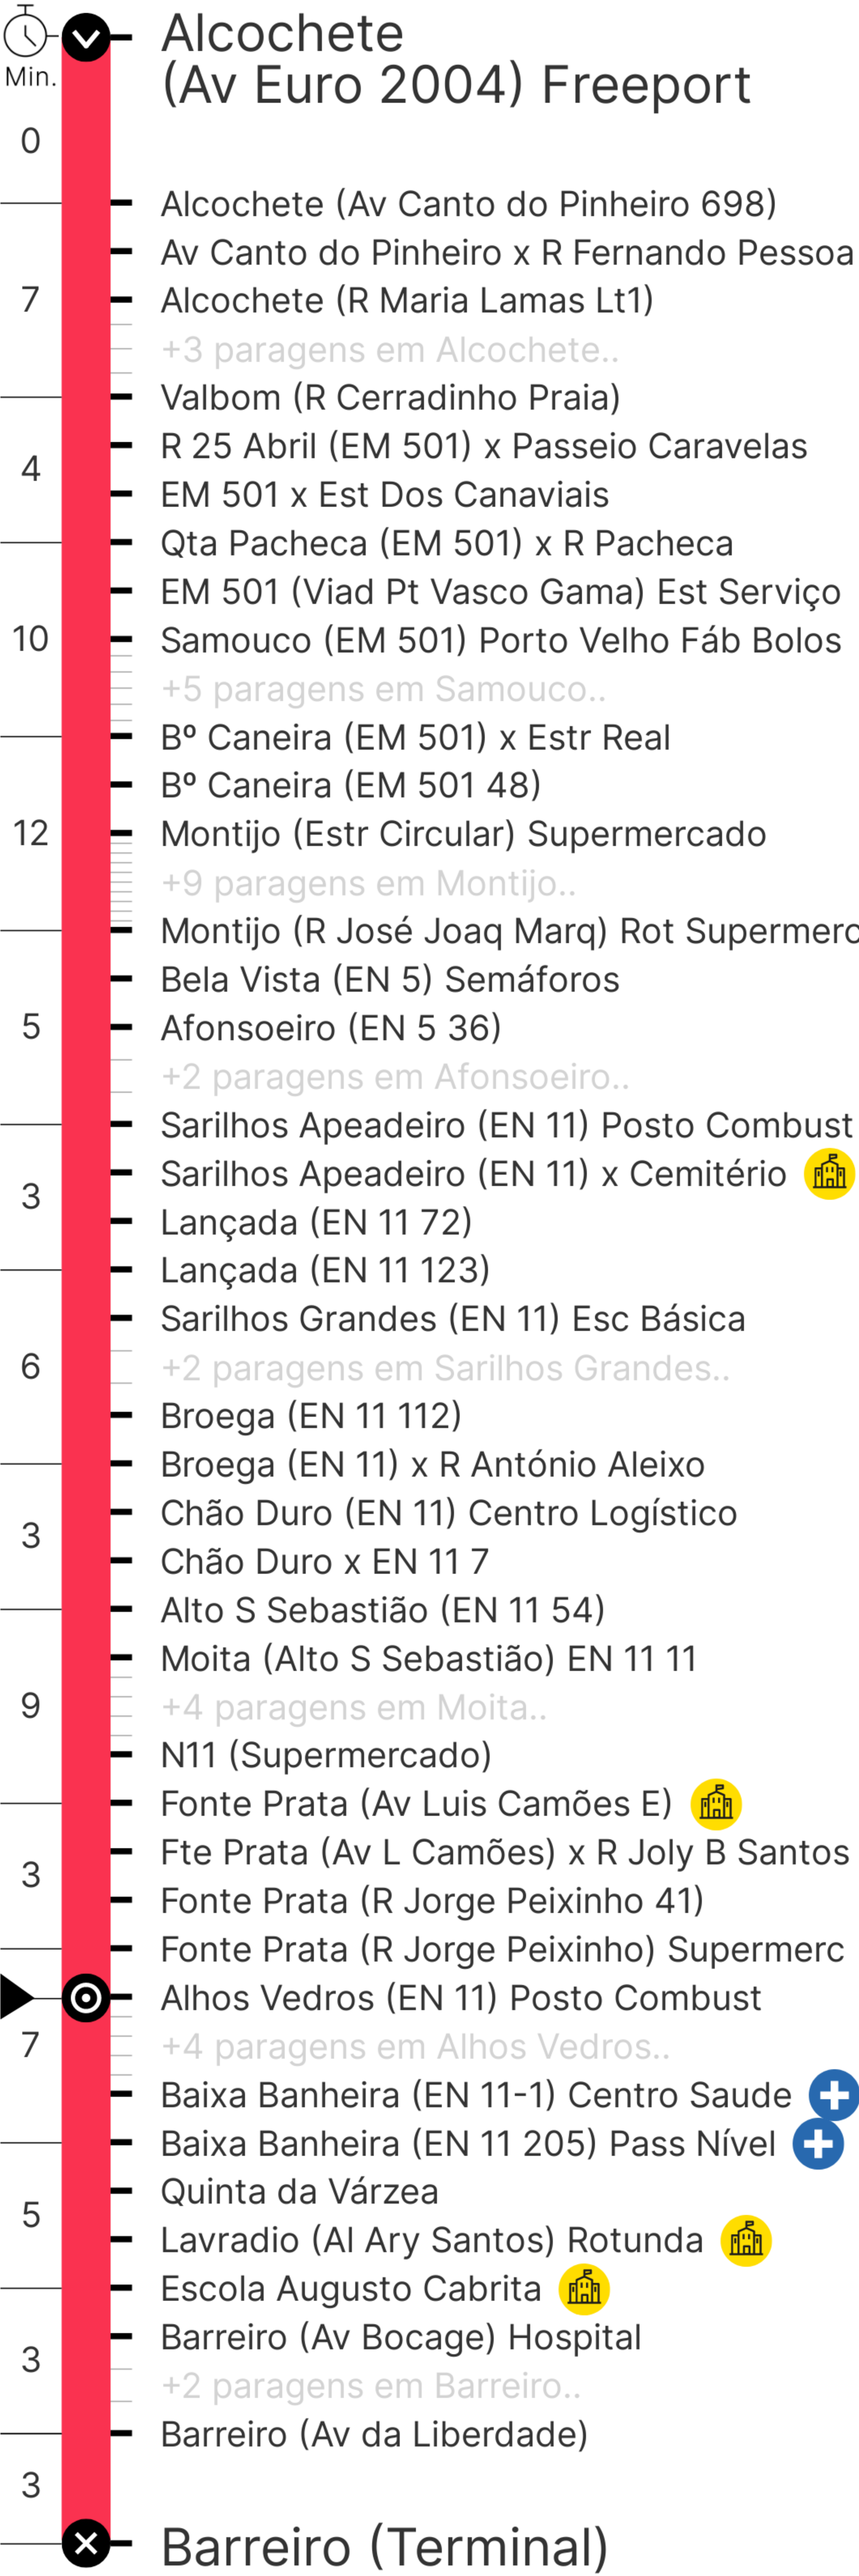 Alcochete
(Av Euro 2004) Freeport
Min.
0
Alcochete (Av Canto do Pinheiro 698)
Av Canto do Pinheiro x R Fernando Pessoa
7 Alcochete (R Maria Lamas Lt1)
+3 paragens em Alcochete..
Valbom (R Cerradinho Praia)
R 25 Abril (EM 501) x Passeio Caravelas
4
EM 501 x Est Dos Canaviais
Qta Pacheca (EM 501) x R Pacheca
EM 501 (Viad Pt Vasco Gama) Est Serviço
10 Samouco (EM 501) Porto Velho Fáb Bolos
+5 paragens em Samouco..
Bº Caneira (EM 501) x Estr Real
Bº Caneira (EM 501 48)
12 Montijo (Estr Circular) Supermercado
+9 paragens em Montijo..
Montijo (R José Joaq Marq) Rot Supermerc
Bela Vista (EN 5) Semáforos
5 Afonsoeiro (EN 5 36)
+2 paragens em Afonsoeiro..
Sarilhos Apeadeiro (EN 11) Posto Combust
Sarilhos Apeadeiro (EN 11) x Cemitério
3
Lançada (EN 11 72)
Lançada (EN 11 123)
Sarilhos Grandes (EN 11) Esc Básica
6 +2 paragens em Sarilhos Grandes..
Broega (EN 11 112)
Broega (EN 11) x R António Aleixo
Chão Duro (EN 11) Centro Logístico
3
Chão Duro x EN 11 7
Alto S Sebastião (EN 11 54)
Moita (Alto S Sebastião) EN 11 11
9 +4 paragens em Moita..
N11 (Supermercado)
Fonte Prata (Av Luis Camões E)
Fte Prata (Av L Camões) x R Joly B Santos
3
Fonte Prata (R Jorge Peixinho 41)
Fonte Prata (R Jorge Peixinho) Supermerc
Alhos Vedros (EN 11) Posto Combust
7 +4 paragens em Alhos Vedros..
Baixa Banheira (EN 11-1) Centro Saude
Baixa Banheira (EN 11 205) Pass Nível
Quinta da Várzea
5
Lavradio (Al Ary Santos) Rotunda
Escola Augusto Cabrita
Barreiro (Av Bocage) Hospital
3
+2 paragens em Barreiro..
Barreiro (Av da Liberdade)
3
Barreiro (Terminal)